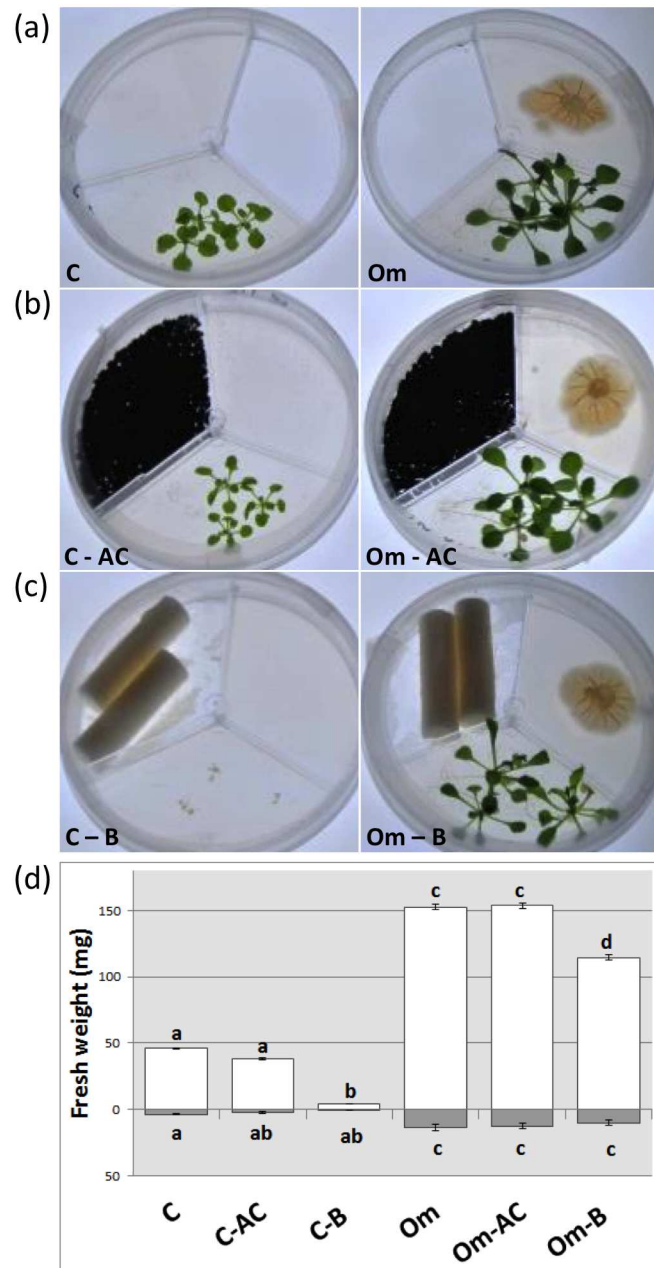 (a)
C
Om
(b)
C - AC
Om - AC
(c)
C – B
Om – B
(d)
Fresh weight (mg)
150
100
50
0
50
a
a
b
c
c
d
a
ab
ab
c
c
c
C
C-AC
C-B
Om
Om-AC
Om-B